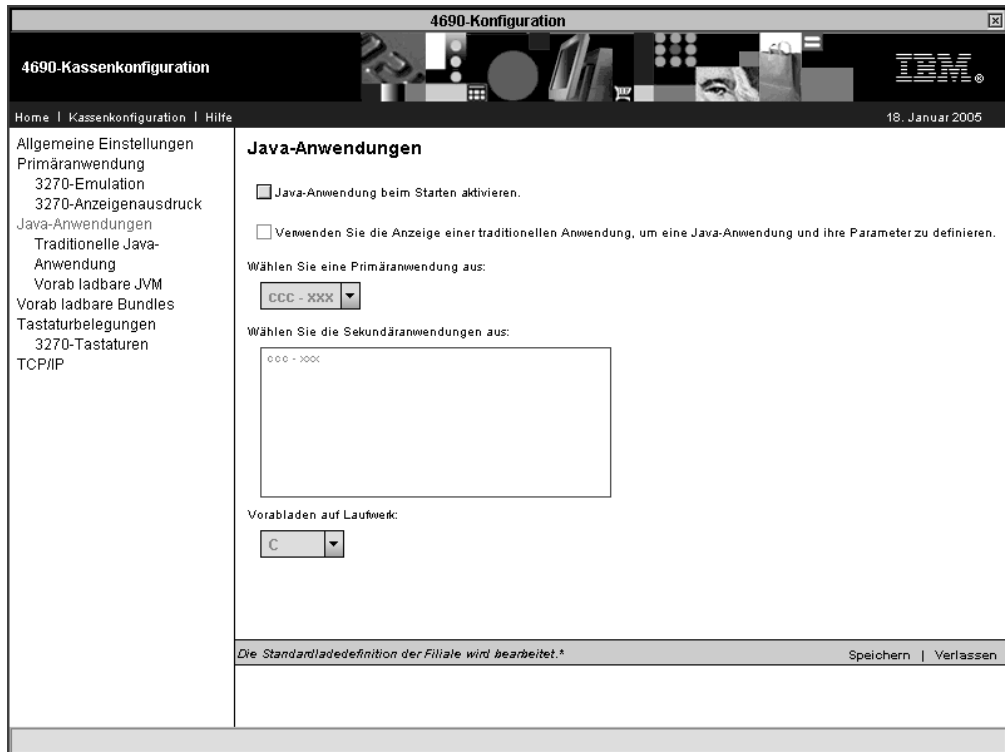 4690-Konfiguration
4690-Kassenkonfiguration
IBM®
Home | Kassenkonfiguration | Hilfe
18. Januar 2005
Allgemeine Einstellungen
Primäranwendung
3270-Emulation
3270-Anzeigenausdruck
Java-Anwendungen
Traditionelle Java-
Anwendung
Vorab ladbare JVM
Vorab ladbare Bundles
Tastaturbelegungen
3270-Tastaturen
TCP/IP
Java-Anwendungen
Java-Anwendung beim Starten aktivieren.
Verwenden Sie die Anzeige einer traditionellen Anwendung, um eine Java-Anwendung und ihre Parameter zu definieren.
Wählen Sie eine Primäranwendung aus:
CCC - XXX
Wählen Sie die Sekundäranwendungen aus:
ccc - xxx
Vorabladen auf Laufwerk:
C
Die Standardladedefinition der Filiale wird bearbeitet.*
Speichern | Verlassen